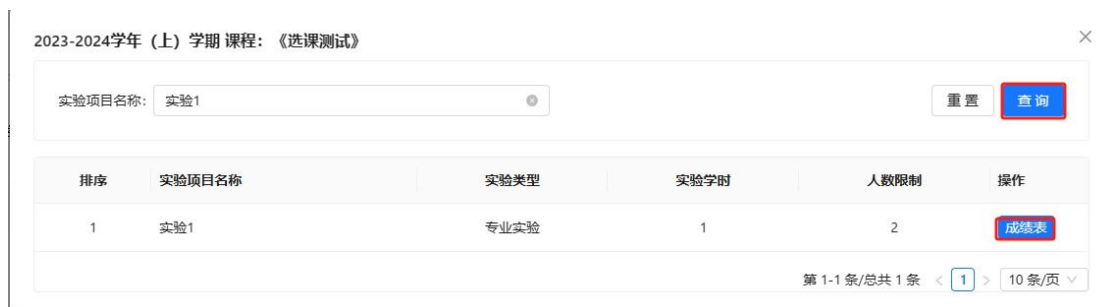 2023-2024学年（上）学期 课程：《选课测试》
实验项目名称： 实验1 重 置 查 询
排序 实验项目名称 实验类型 实验学时 人数限制 操作
1 实验1 专业实验 1 2 成绩表
第 1-1 条/总共 1 条 < 1 > 10 条/页